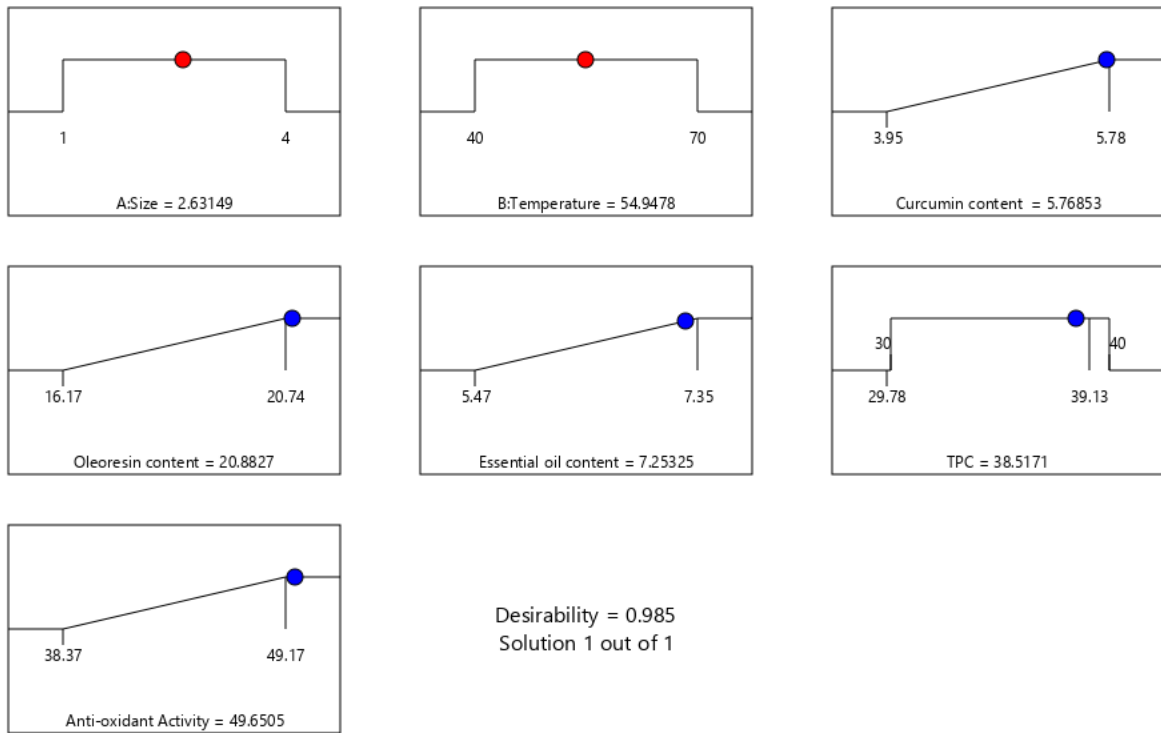 1
4
A:Size = 2.63149
40
70
B:Temperature = 54.9478
3.95
5.78
Curcumin content = 5.76853
16.17
20.74
Oleoresin content = 20.8827
5.47
7.35
Essential oil content = 7.25325
30
40
29.78
39.13
TPC = 38.5171
38.37
49.17
Anti-oxidant Activity = 49.6505
Desirability = 0.985
Solution 1 out of 1